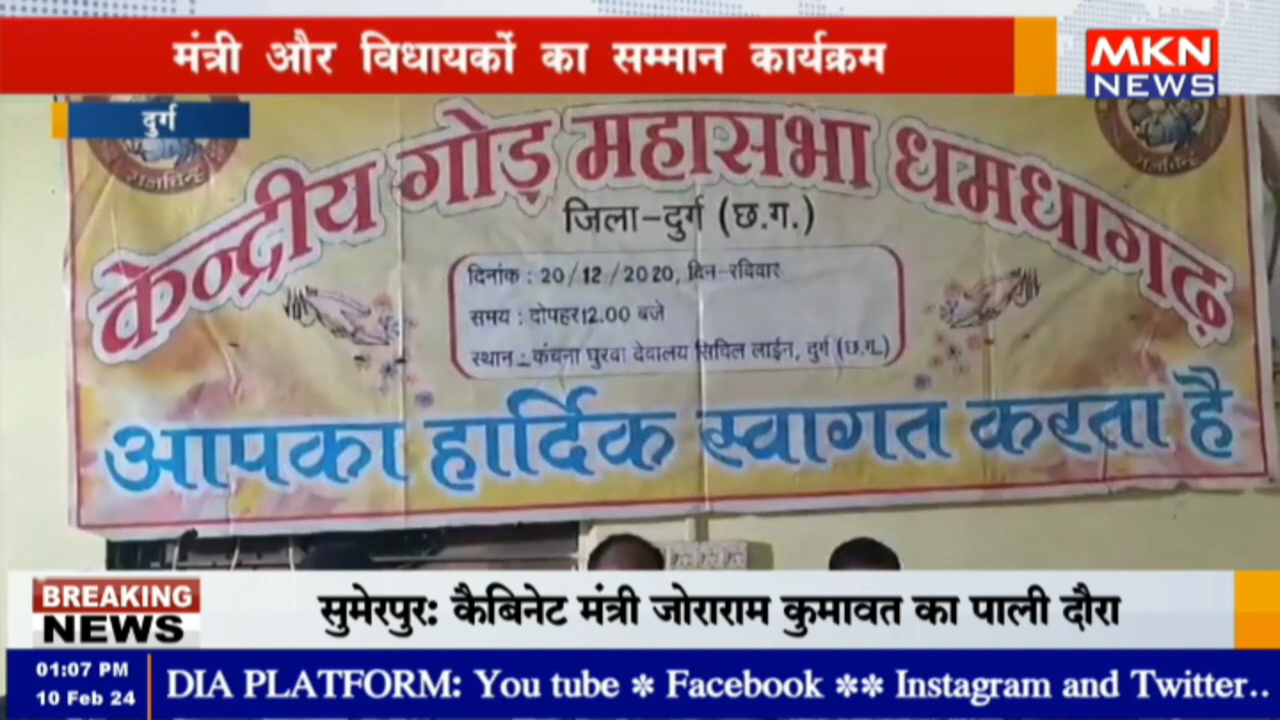 मंत्री और विधायकों का सम्मान कार्यक्रम
MKN
NEWS
दुर्ग
राजचिन्ह
केन्द्रीय गोड़ महासभा धमधागढ़
जिला-दुर्ग (छ.ग.)
दिनांक : 20/12/2020, दिन-रविवार
समय : दोपहर 12.00 बजे
स्थान - कंचना घुरवा देवालय सिविल लाईन, दुर्ग (छ.ग.)
आपका हार्दिक स्वागत करता है
BREAKING
NEWS
सुमेरपुर: कैबिनेट मंत्री जोराराम कुमावत का पाली दौरा
01:07 PM
10 Feb 24
DIA PLATFORM: You tube * Facebook ** Instagram and Twitter..